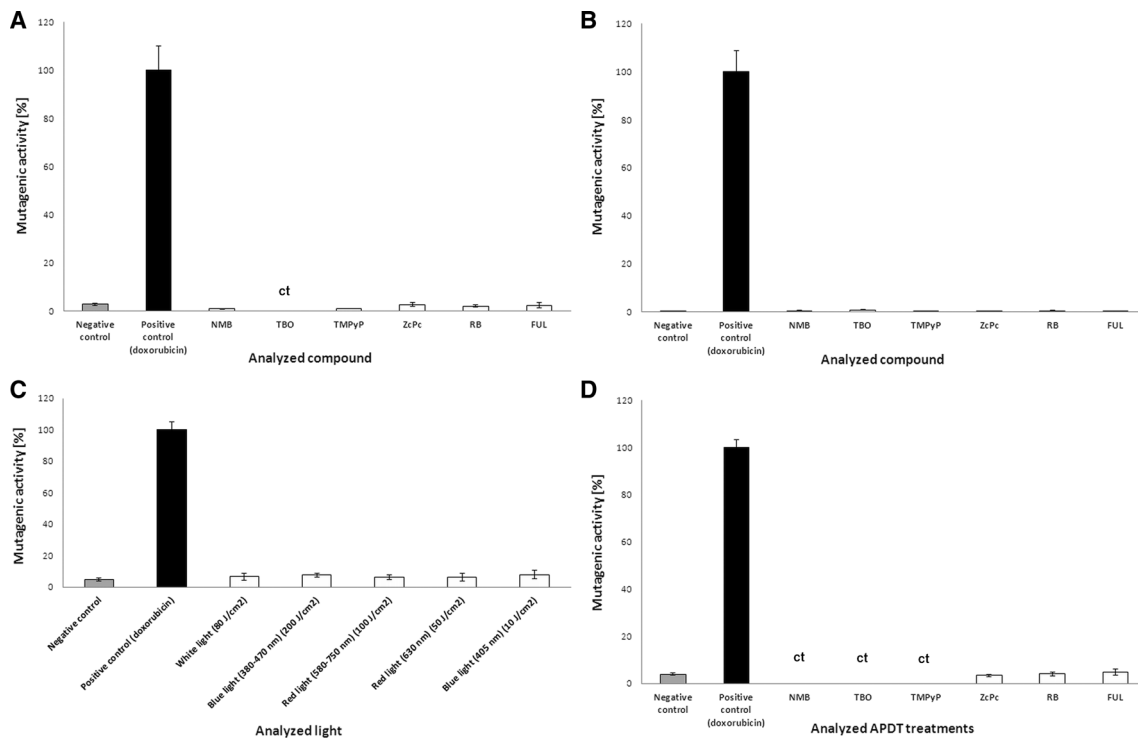 A
Mutagenic activity [%]
120
100
80
60
40
20
0
ct
Negative control
Positive control (doxorubicin)
NMB
TBO
TMPyP
ZcPc
RB
FUL
Analyzed compound
B
Mutagenic activity [%]
120
100
80
60
40
20
0
Negative control
Positive control (doxorubicin)
NMB
TBO
TMPyP
ZcPc
RB
FUL
Analyzed compound
C
Mutagenic activity [%]
120
100
80
60
40
20
0
Negative control
Positive control (doxorubicin)
White light (80 J/cm2)
Blue light (380-470 nm) (200 J/cm2)
Red light (580-750 nm) (100 J/cm2)
Red light (630 nm) (50 J/cm2)
Blue light (405 nm) (10 J/cm2)
Analyzed light
D
Mutagenic activity [%]
120
100
80
60
40
20
0
ct
ct
ct
Negative control
Positive control (doxorubicin)
NMB
TBO
TMPyP
ZcPc
RB
FUL
Analyzed APDT treatments